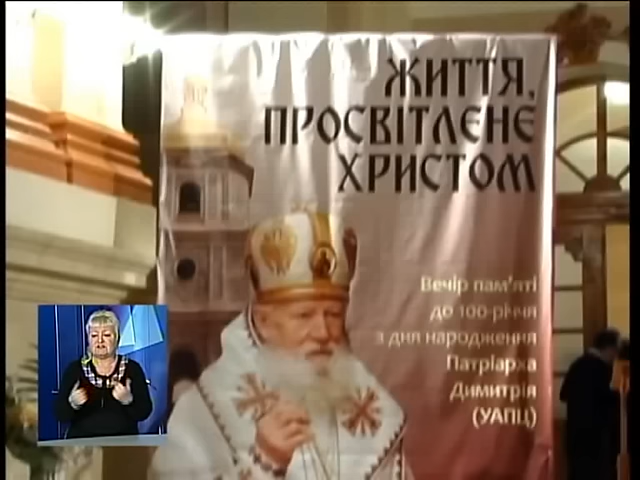 ЖИТТЯ,
ПРОСВІТЛЕНЕ
ХРИСТОМ
Вечір пам'яті
до 100-річчя
з дня народження
Патріарха
Димитрія
(УАПЦ)